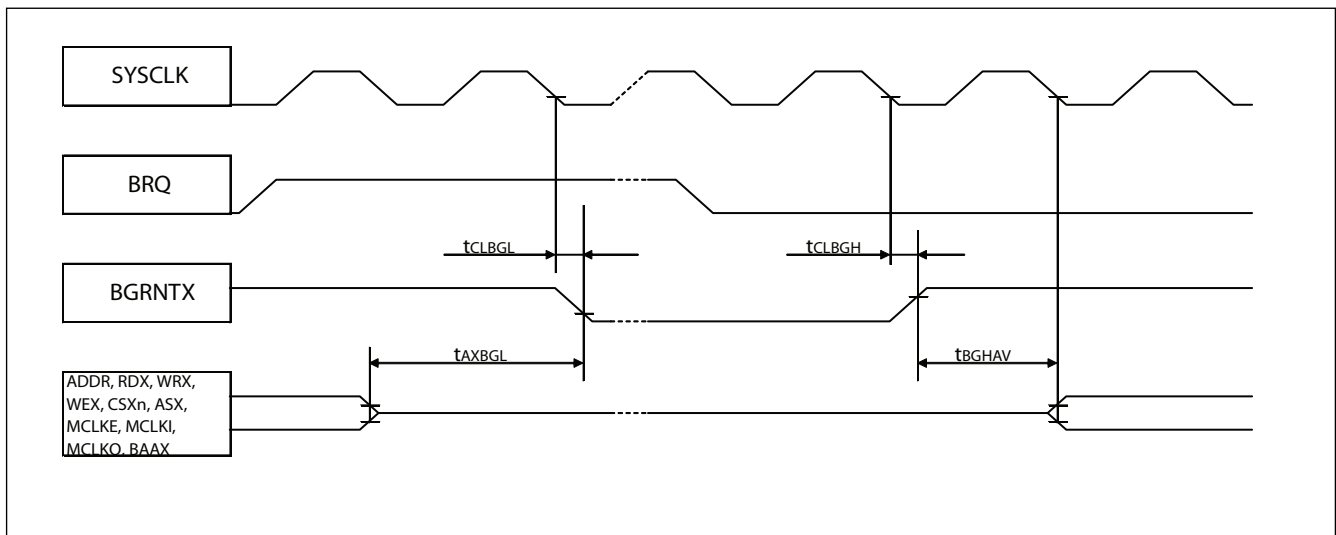 SYSCLK
BRQ
tCLBGL
tCLBGH
BGRNTX
tAXBGL
tBGHAV
ADDR, RDX, WRX,
WEX, CSXn, ASX,
MCLKE, MCLKI,
MCLKO, BAAX